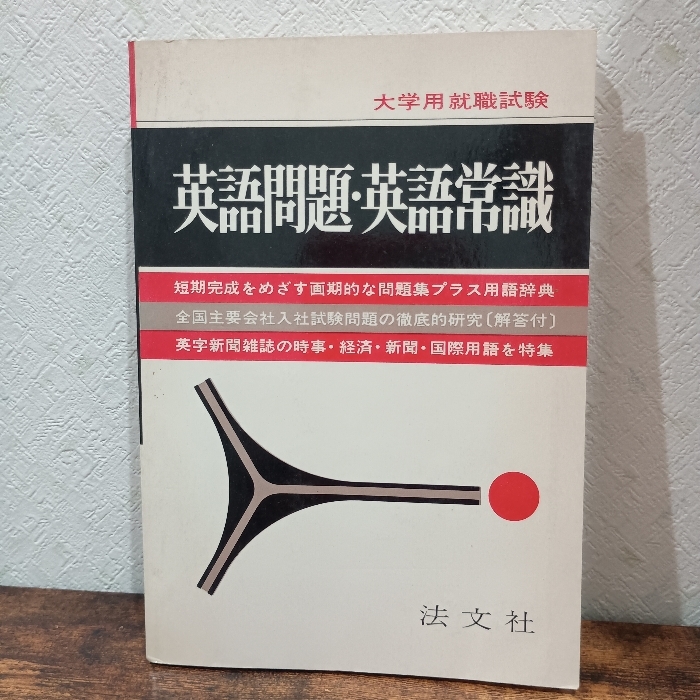 大学用就職試験
英語問題・英語常識
短期完成をめざす画期的な問題集プラス用語辞典
全国主要会社入社試験問題の徹底的研究〔解答付〕
英字新聞雑誌の時事・経済・新聞・国際用語を特集
法文社